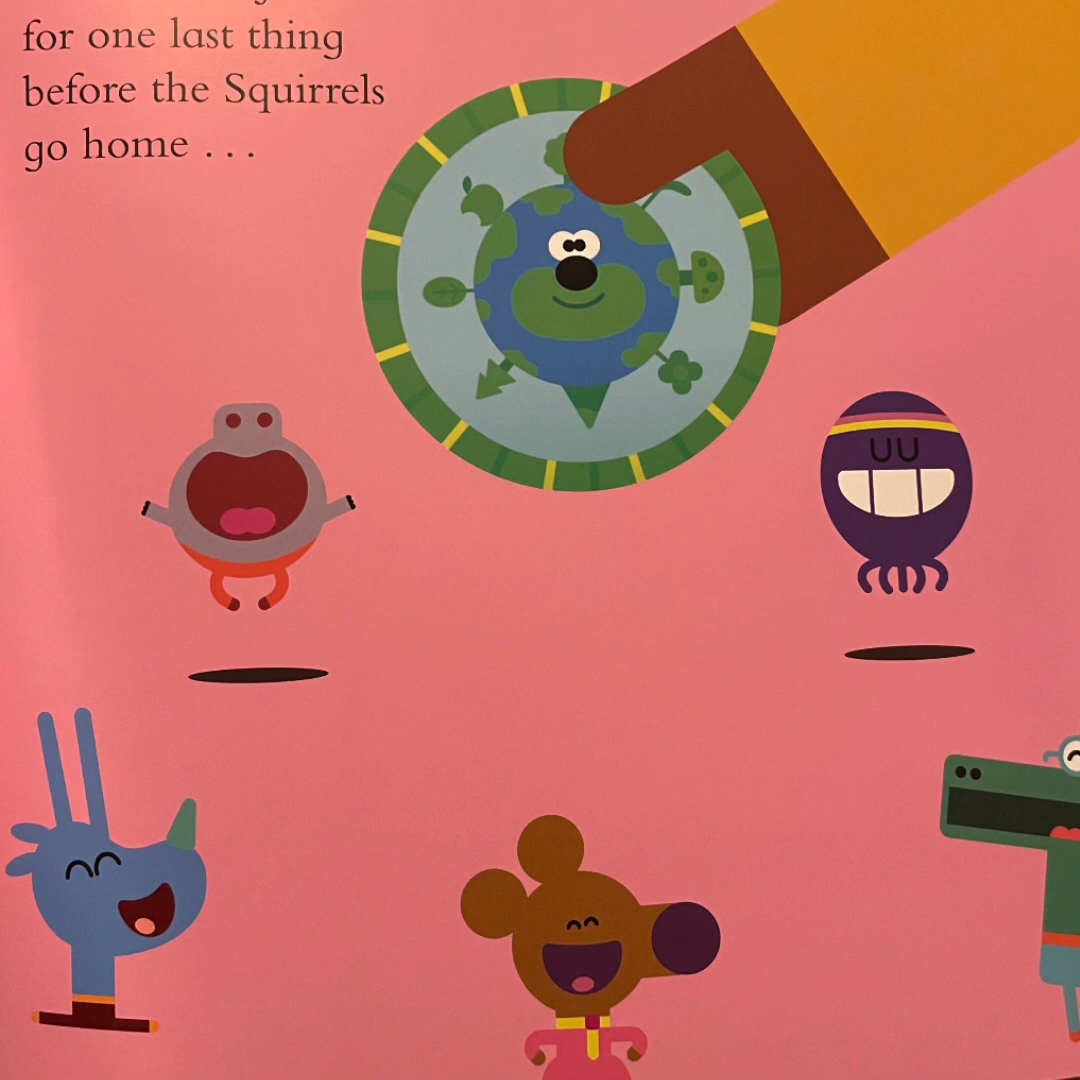 for one last thing
before the Squirrels
go home . . .